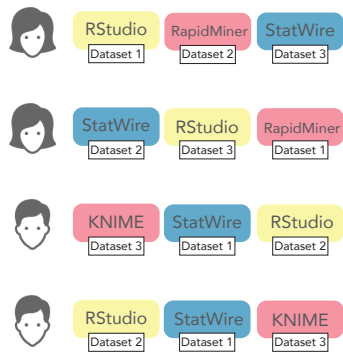 RStudio RapidMiner StatWire
Dataset 1 Dataset 2 Dataset 3
StatWire RStudio RapidMiner
Dataset 2 Dataset 3 Dataset 1
KNIME StatWire RStudio
Dataset 3 Dataset 1 Dataset 2
RStudio StatWire KNIME
Dataset 2 Dataset 1 Dataset 3